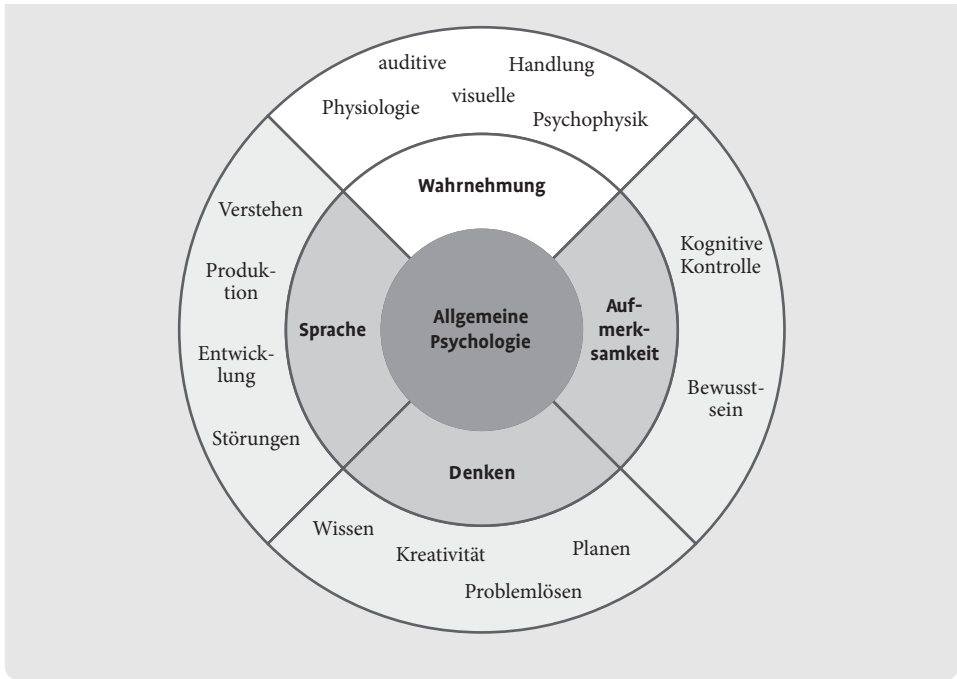 auditive
Handlung
visuelle
Physiologie
Psychophysik
Wahrnehmung
Verstehen
Produk-
tion
Entwick-
lung
Störungen
Sprache
Allgemeine
Psychologie
Auf-
merk-
samkeit
Kognitive
Kontrolle
Bewusst-
sein
Denken
Wissen
Kreativität
Planen
Problemlösen